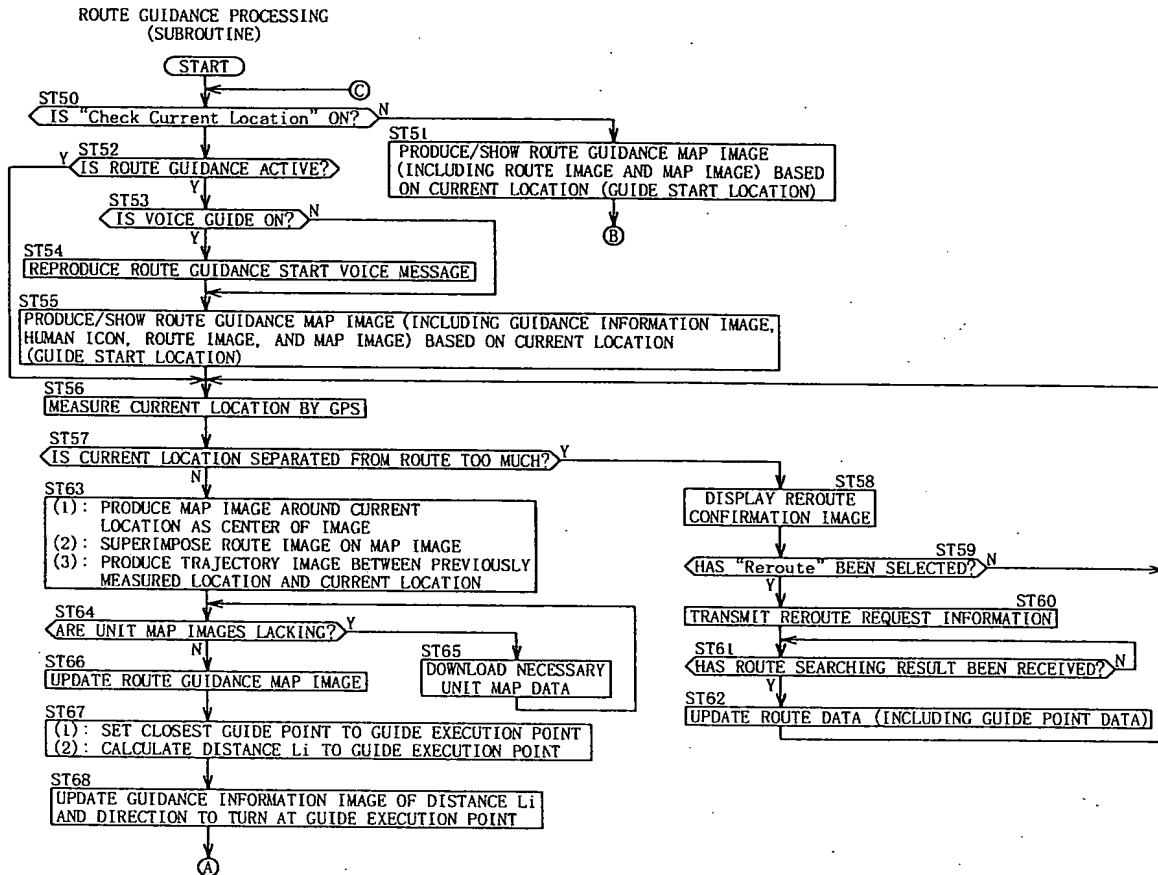 ROUTE GUIDANCE PROCESSING
(SUBROUTINE)
START
C
ST50
IS "Check Current Location" ON?
N
ST51
PRODUCE/SHOW ROUTE GUIDANCE MAP IMAGE
(INCLUDING ROUTE IMAGE AND MAP IMAGE) BASED
ON CURRENT LOCATION (GUIDE START LOCATION)
B
Y
ST52
IS ROUTE GUIDANCE ACTIVE?
Y
ST53
IS VOICE GUIDE ON?
N
Y
ST54
REPRODUCE ROUTE GUIDANCE START VOICE MESSAGE
ST55
PRODUCE/SHOW ROUTE GUIDANCE MAP IMAGE (INCLUDING GUIDANCE INFORMATION IMAGE,
HUMAN ICON, ROUTE IMAGE, AND MAP IMAGE) BASED ON CURRENT LOCATION
(GUIDE START LOCATION)
ST56
MEASURE CURRENT LOCATION BY GPS
ST57
IS CURRENT LOCATION SEPARATED FROM ROUTE TOO MUCH?
Y
N
ST58
DISPLAY REROUTE
CONFIRMATION IMAGE
ST59
HAS "Reroute" BEEN SELECTED?
N
Y
ST60
TRANSMIT REROUTE REQUEST INFORMATION
ST61
HAS ROUTE SEARCHING RESULT BEEN RECEIVED?
N
Y
ST62
UPDATE ROUTE DATA (INCLUDING GUIDE POINT DATA)
ST63
(1): PRODUCE MAP IMAGE AROUND CURRENT
LOCATION AS CENTER OF IMAGE
(2): SUPERIMPOSE ROUTE IMAGE ON MAP IMAGE
(3): PRODUCE TRAJECTORY IMAGE BETWEEN PREVIOUSLY
MEASURED LOCATION AND CURRENT LOCATION
ST64
ARE UNIT MAP IMAGES LACKING?
Y
N
ST65
DOWNLOAD NECESSARY
UNIT MAP DATA
ST66
UPDATE ROUTE GUIDANCE MAP IMAGE
ST67
(1): SET CLOSEST GUIDE POINT TO GUIDE EXECUTION POINT
(2): CALCULATE DISTANCE Li TO GUIDE EXECUTION POINT
ST68
UPDATE GUIDANCE INFORMATION IMAGE OF DISTANCE Li
AND DIRECTION TO TURN AT GUIDE EXECUTION POINT
A